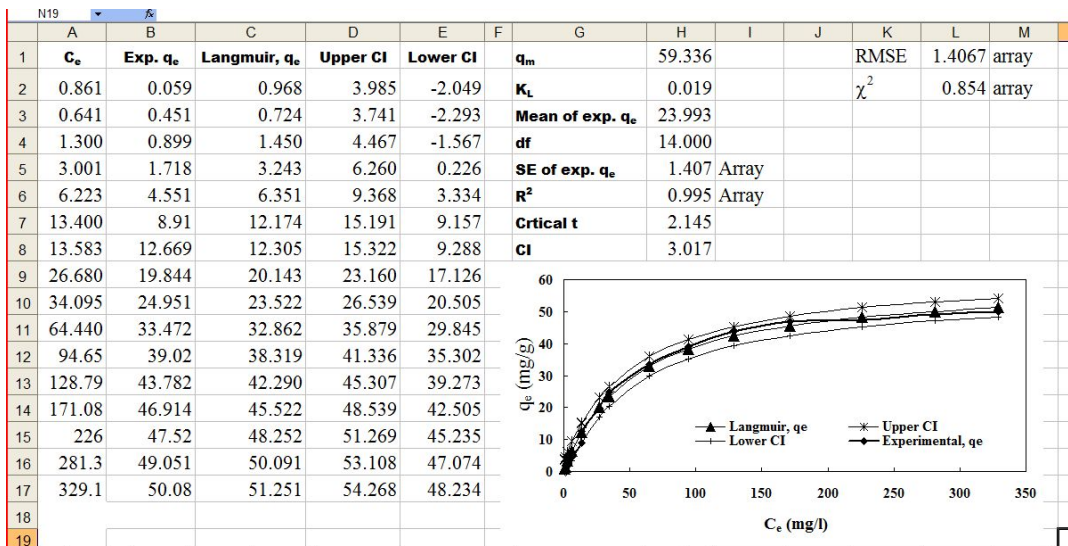 N19 fx
A B C D E F G H I J K L M
1 Ce Exp. qe Langmuir, qe Upper CI Lower CI qm 59.336 RMSE 1.4067 array
2 0.861 0.059 0.968 3.985 -2.049 KL 0.019 χ2 0.854 array
3 0.641 0.451 0.724 3.741 -2.293 Mean of exp. qe 23.993
4 1.300 0.899 1.450 4.467 -1.567 df 14.000
5 3.001 1.718 3.243 6.260 0.226 SE of exp. qe 1.407 Array
6 6.223 4.551 6.351 9.368 3.334 R2 0.995 Array
7 13.400 8.91 12.174 15.191 9.157 Crtical t 2.145
8 13.583 12.669 12.305 15.322 9.288 CI 3.017
9 26.680 19.844 20.143 23.160 17.126
10 34.095 24.951 23.522 26.539 20.505
11 64.440 33.472 32.862 35.879 29.845
12 94.65 39.02 38.319 41.336 35.302
13 128.79 43.782 42.290 45.307 39.273
14 171.08 46.914 45.522 48.539 42.505
15 226 47.52 48.252 51.269 45.235
16 281.3 49.051 50.091 53.108 47.074
17 329.1 50.08 51.251 54.268 48.234
18
19
60
50
40
30
20
10
0
qe (mg/g)
Langmuir, qe Upper CI
Lower CI Experimental, qe
0 50 100 150 200 250 300 350
Ce (mg/l)